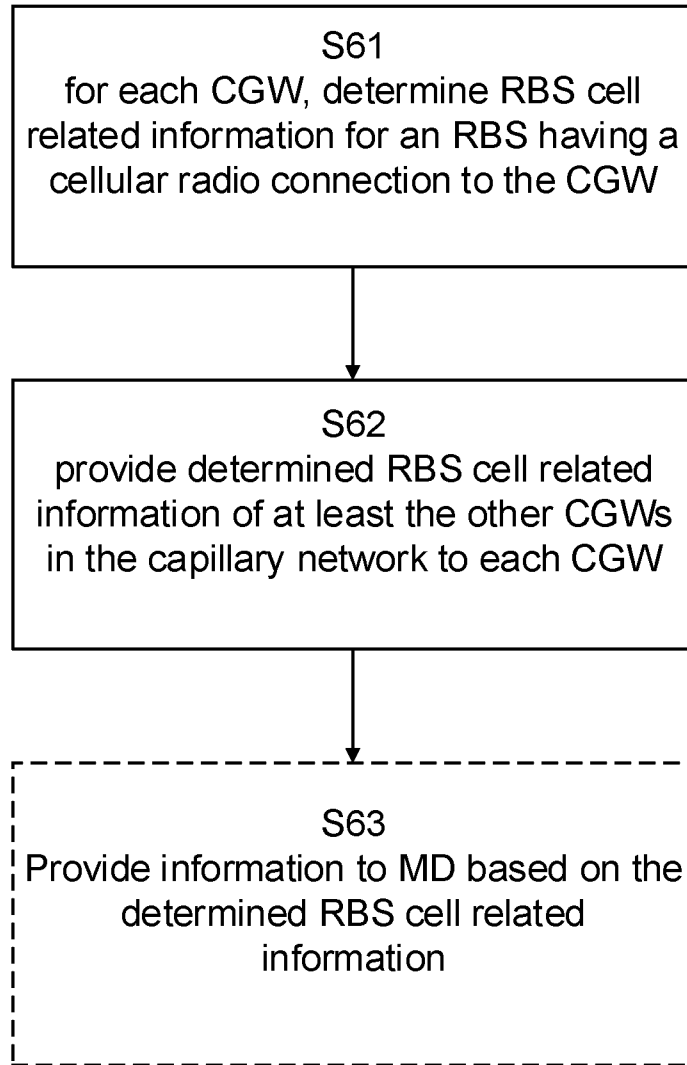 S61
for each CGW, determine RBS cell
related information for an RBS having a
cellular radio connection to the CGW
S62
provide determined RBS cell related
information of at least the other CGWs
in the capillary network to each CGW
S63
Provide information to MD based on the
determined RBS cell related
information